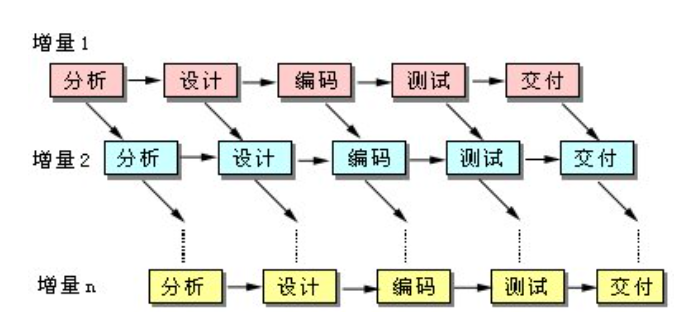 增量1
分析 设计 编码 测试 交付
增量2 分析 设计 编码 测试 交付
增量n 分析 设计 编码 测试 交付